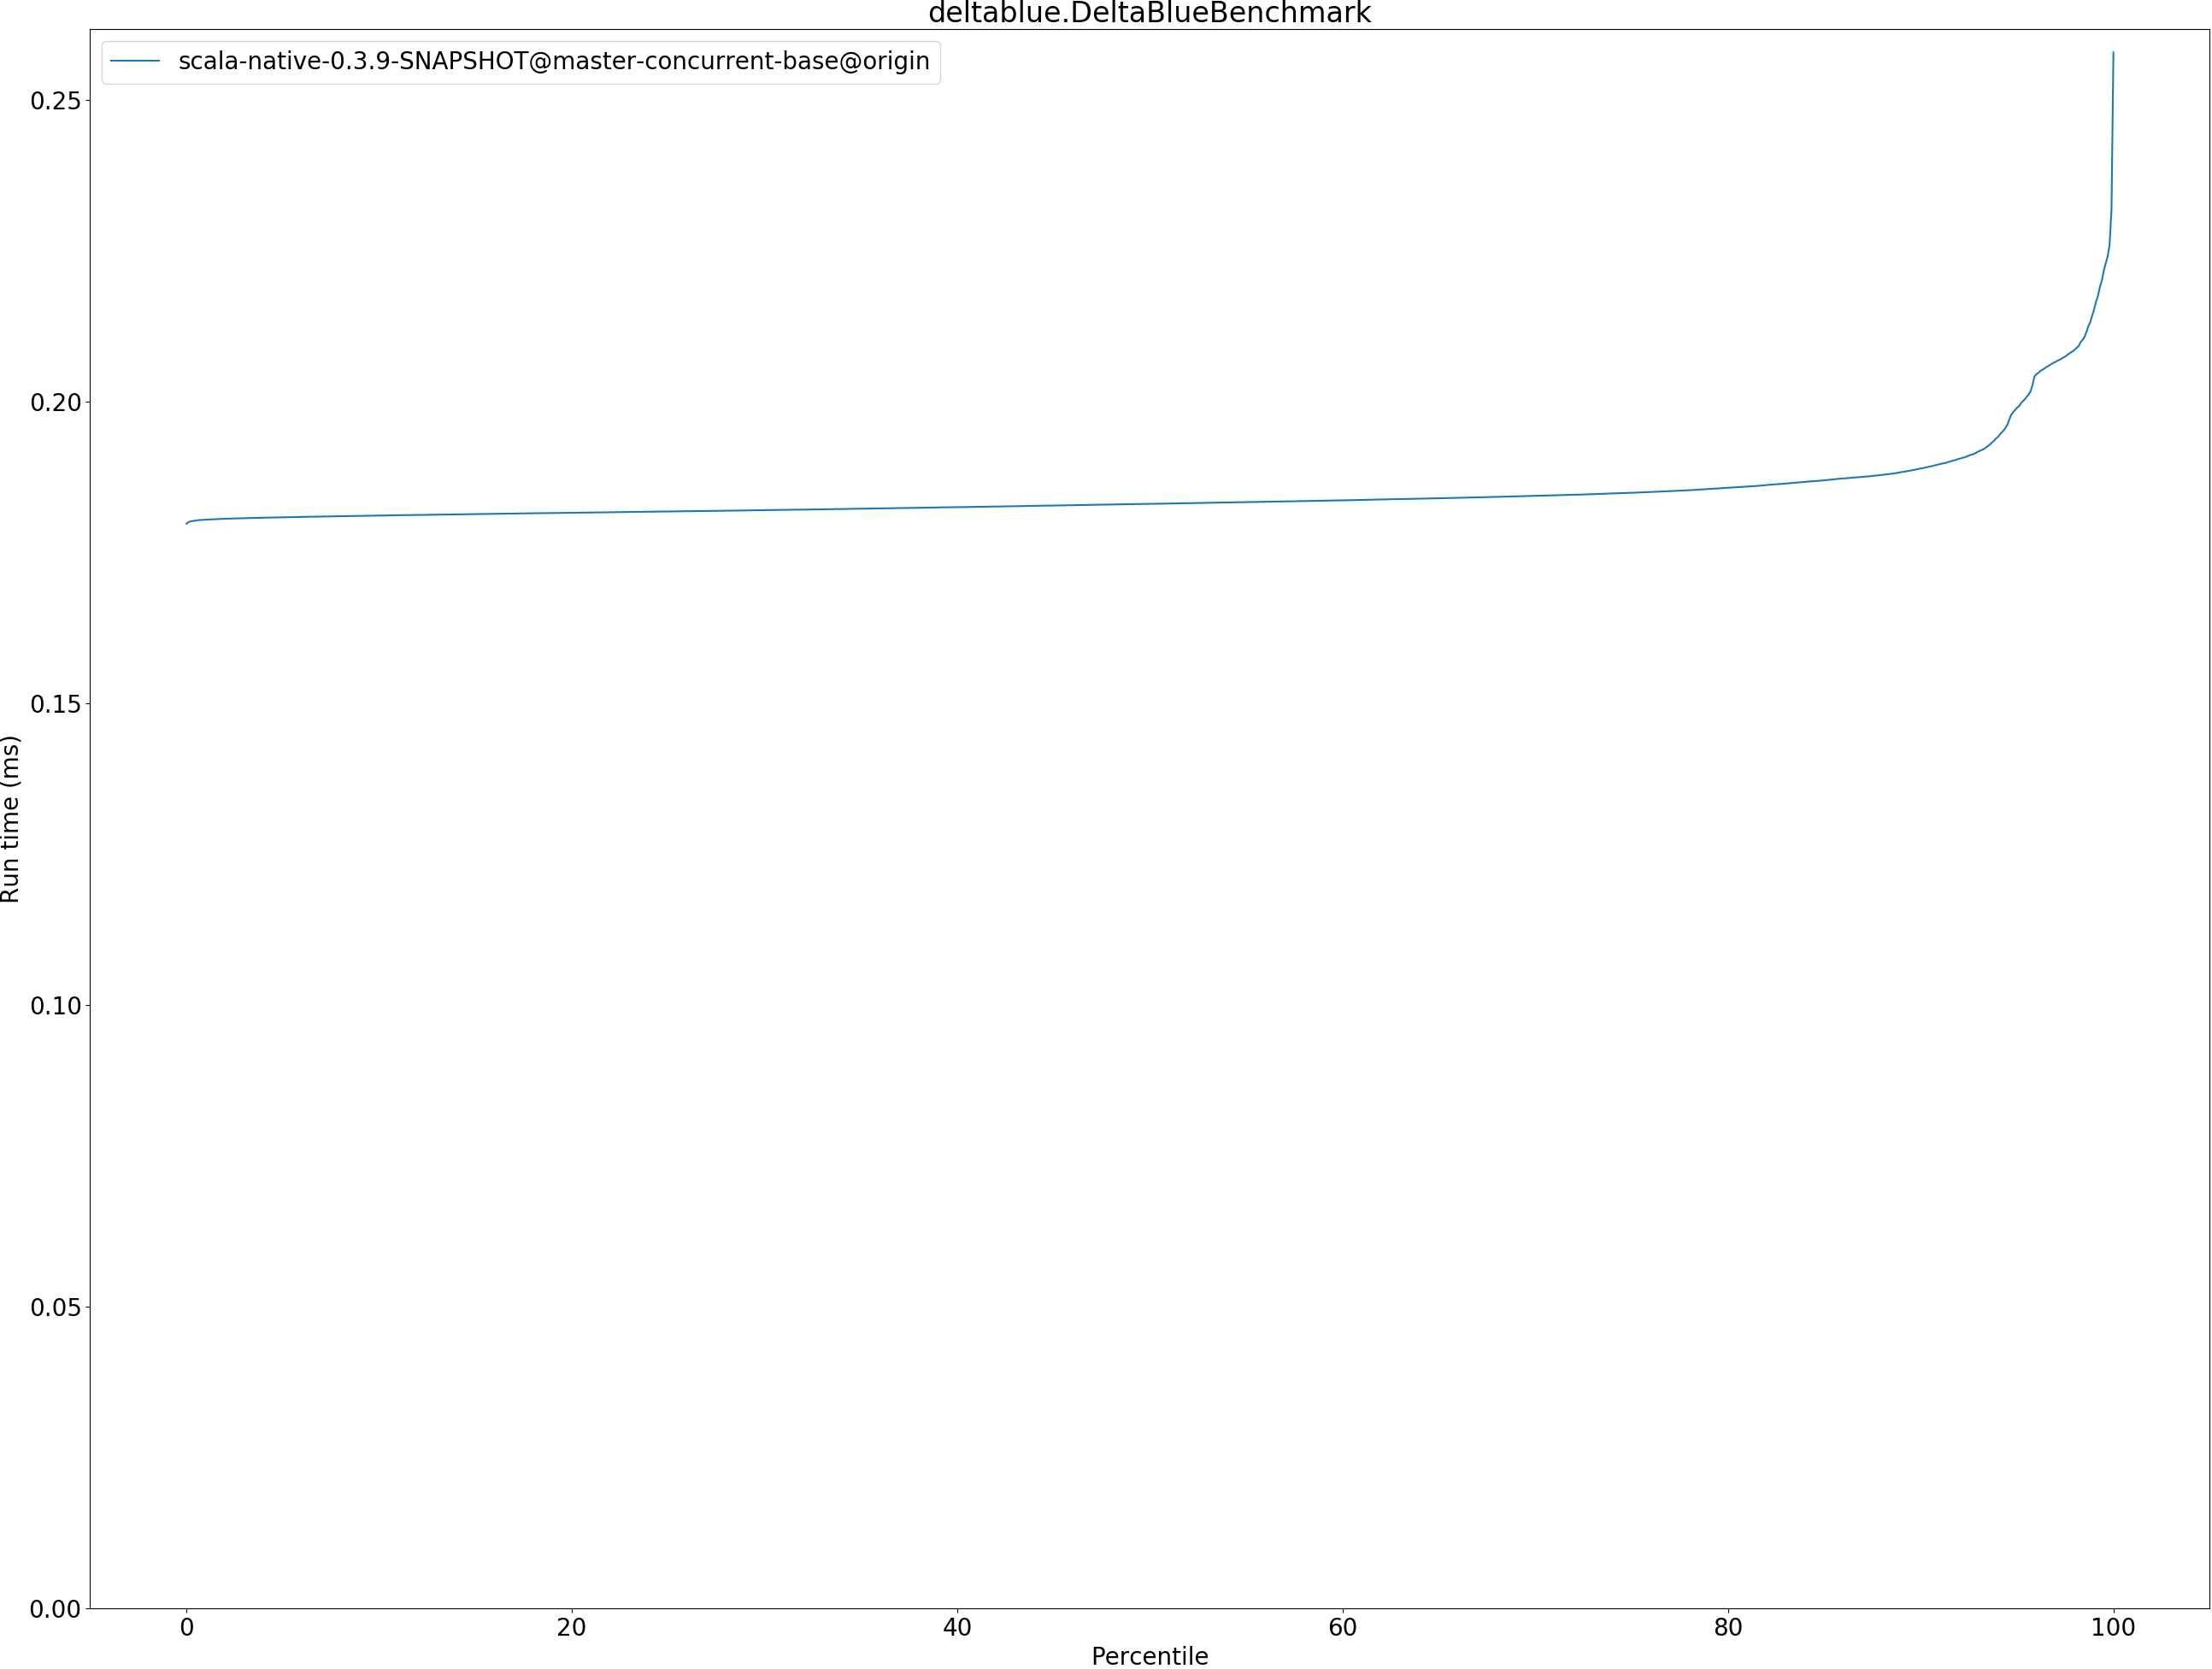 deltablue.DeltaBlueBenchmark
scala-native-0.3.9-SNAPSHOT@master-concurrent-base@origin
0.25
0.20
0.15
0.10
0.05
0.00
Run time (ms)
0 20 40 60 80 100
Percentile